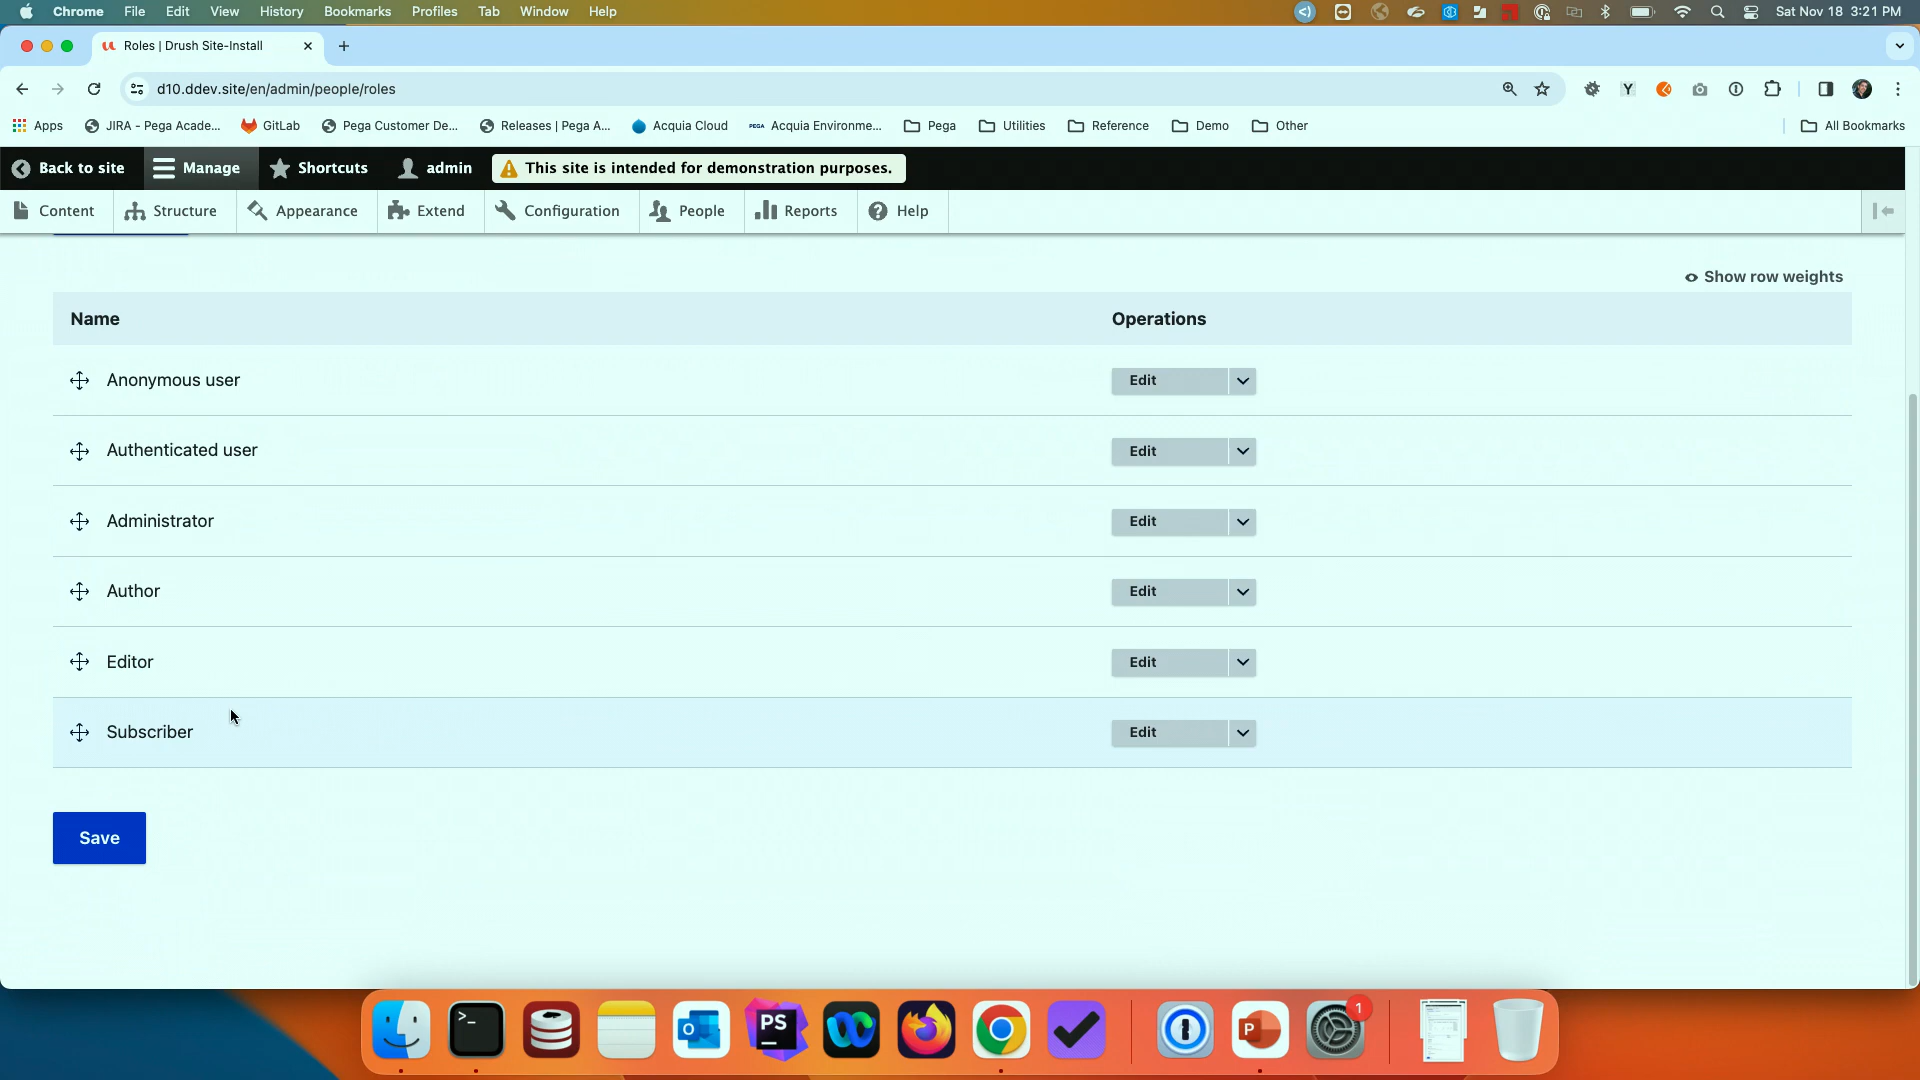 Chrome File Edit View History Bookmarks Profiles Tab Window Help Sat Nov 18 3:21 PM
Roles | Drush Site-Install
d10.ddev.site/en/admin/people/roles
Apps JIRA - Pega Acade... GitLab Pega Customer De... Releases | Pega A... Acquia Cloud PEGA Acquia Environme... Pega Utilities Reference Demo Other All Bookmarks
Back to site Manage Shortcuts admin This site is intended for demonstration purposes.
Content Structure Appearance Extend Configuration People Reports Help
Show row weights
Name Operations
Anonymous user Edit
Authenticated user Edit
Administrator Edit
Author Edit
Editor Edit
Subscriber Edit
Save
>_ O PS P 1